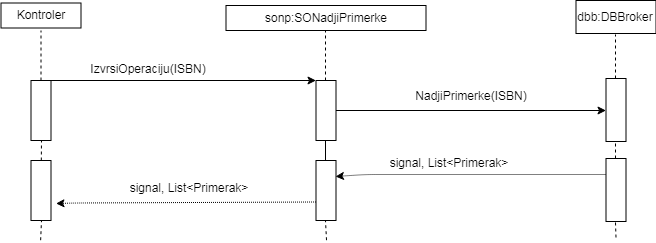 Kontroler
sonp:SONadjiPrimerke
dbb:DBBroker
IzvrsiOperaciju(ISBN)
NadjiPrimerke(ISBN)
signal, List<Primerak>
signal, List<Primerak>